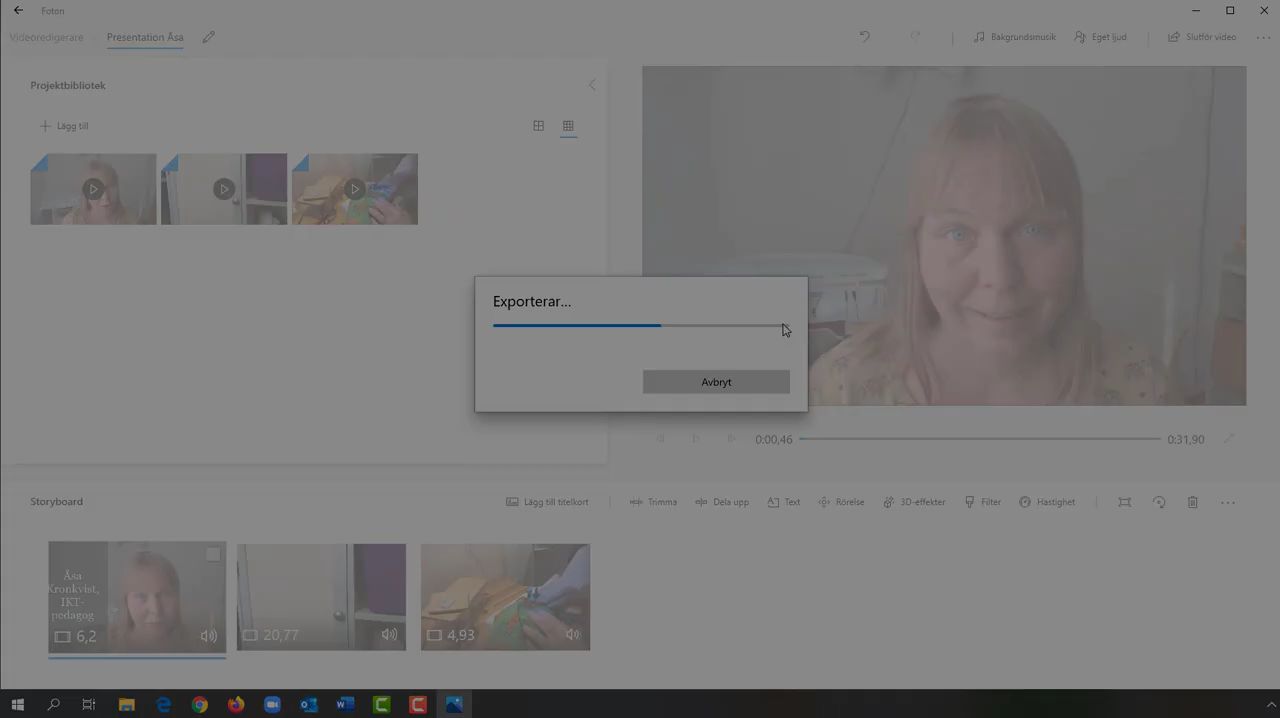 Foton
Videoredigerare
Presentation Åsa
Bakgrundsmusik
Eget ljud
Slutför video
Projektbibliotek
Lägg till
Exporterar...
Avbryt
0:00,46
0:31,90
Storyboard
Lägg till titelkort
Trimma
Dela upp
Text
Rörelse
3D-effekter
Filter
Hastighet
Åsa
Kronkvist,
IKT-
pedagog
6,2
20,77
4,93